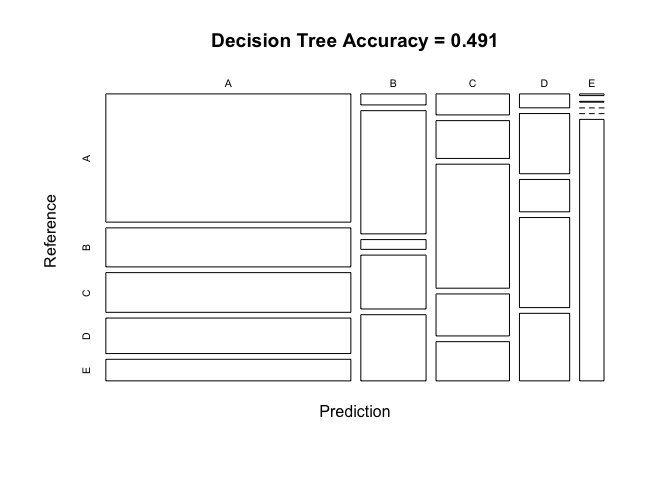 Decision Tree Accuracy = 0.491
A B C D E
A
B
C
D
E
Reference
Prediction